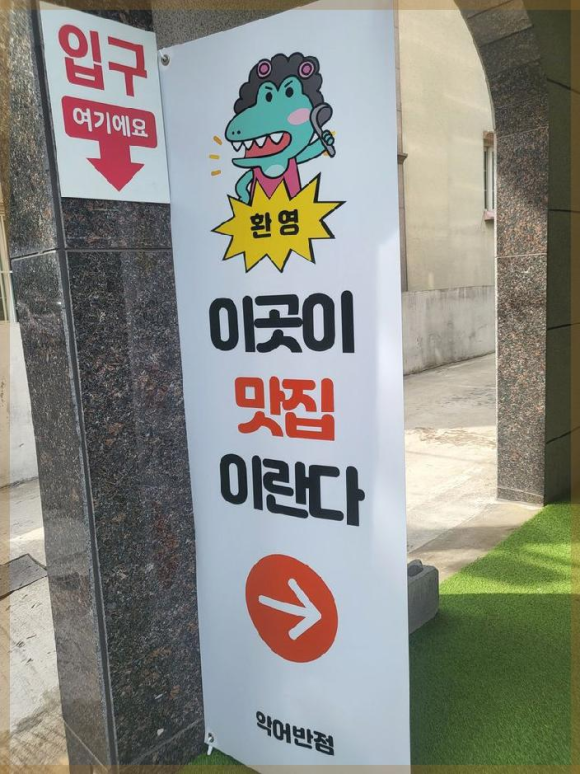 입구
여기에요
환영
이곳이
맛집
이란다
악어반점